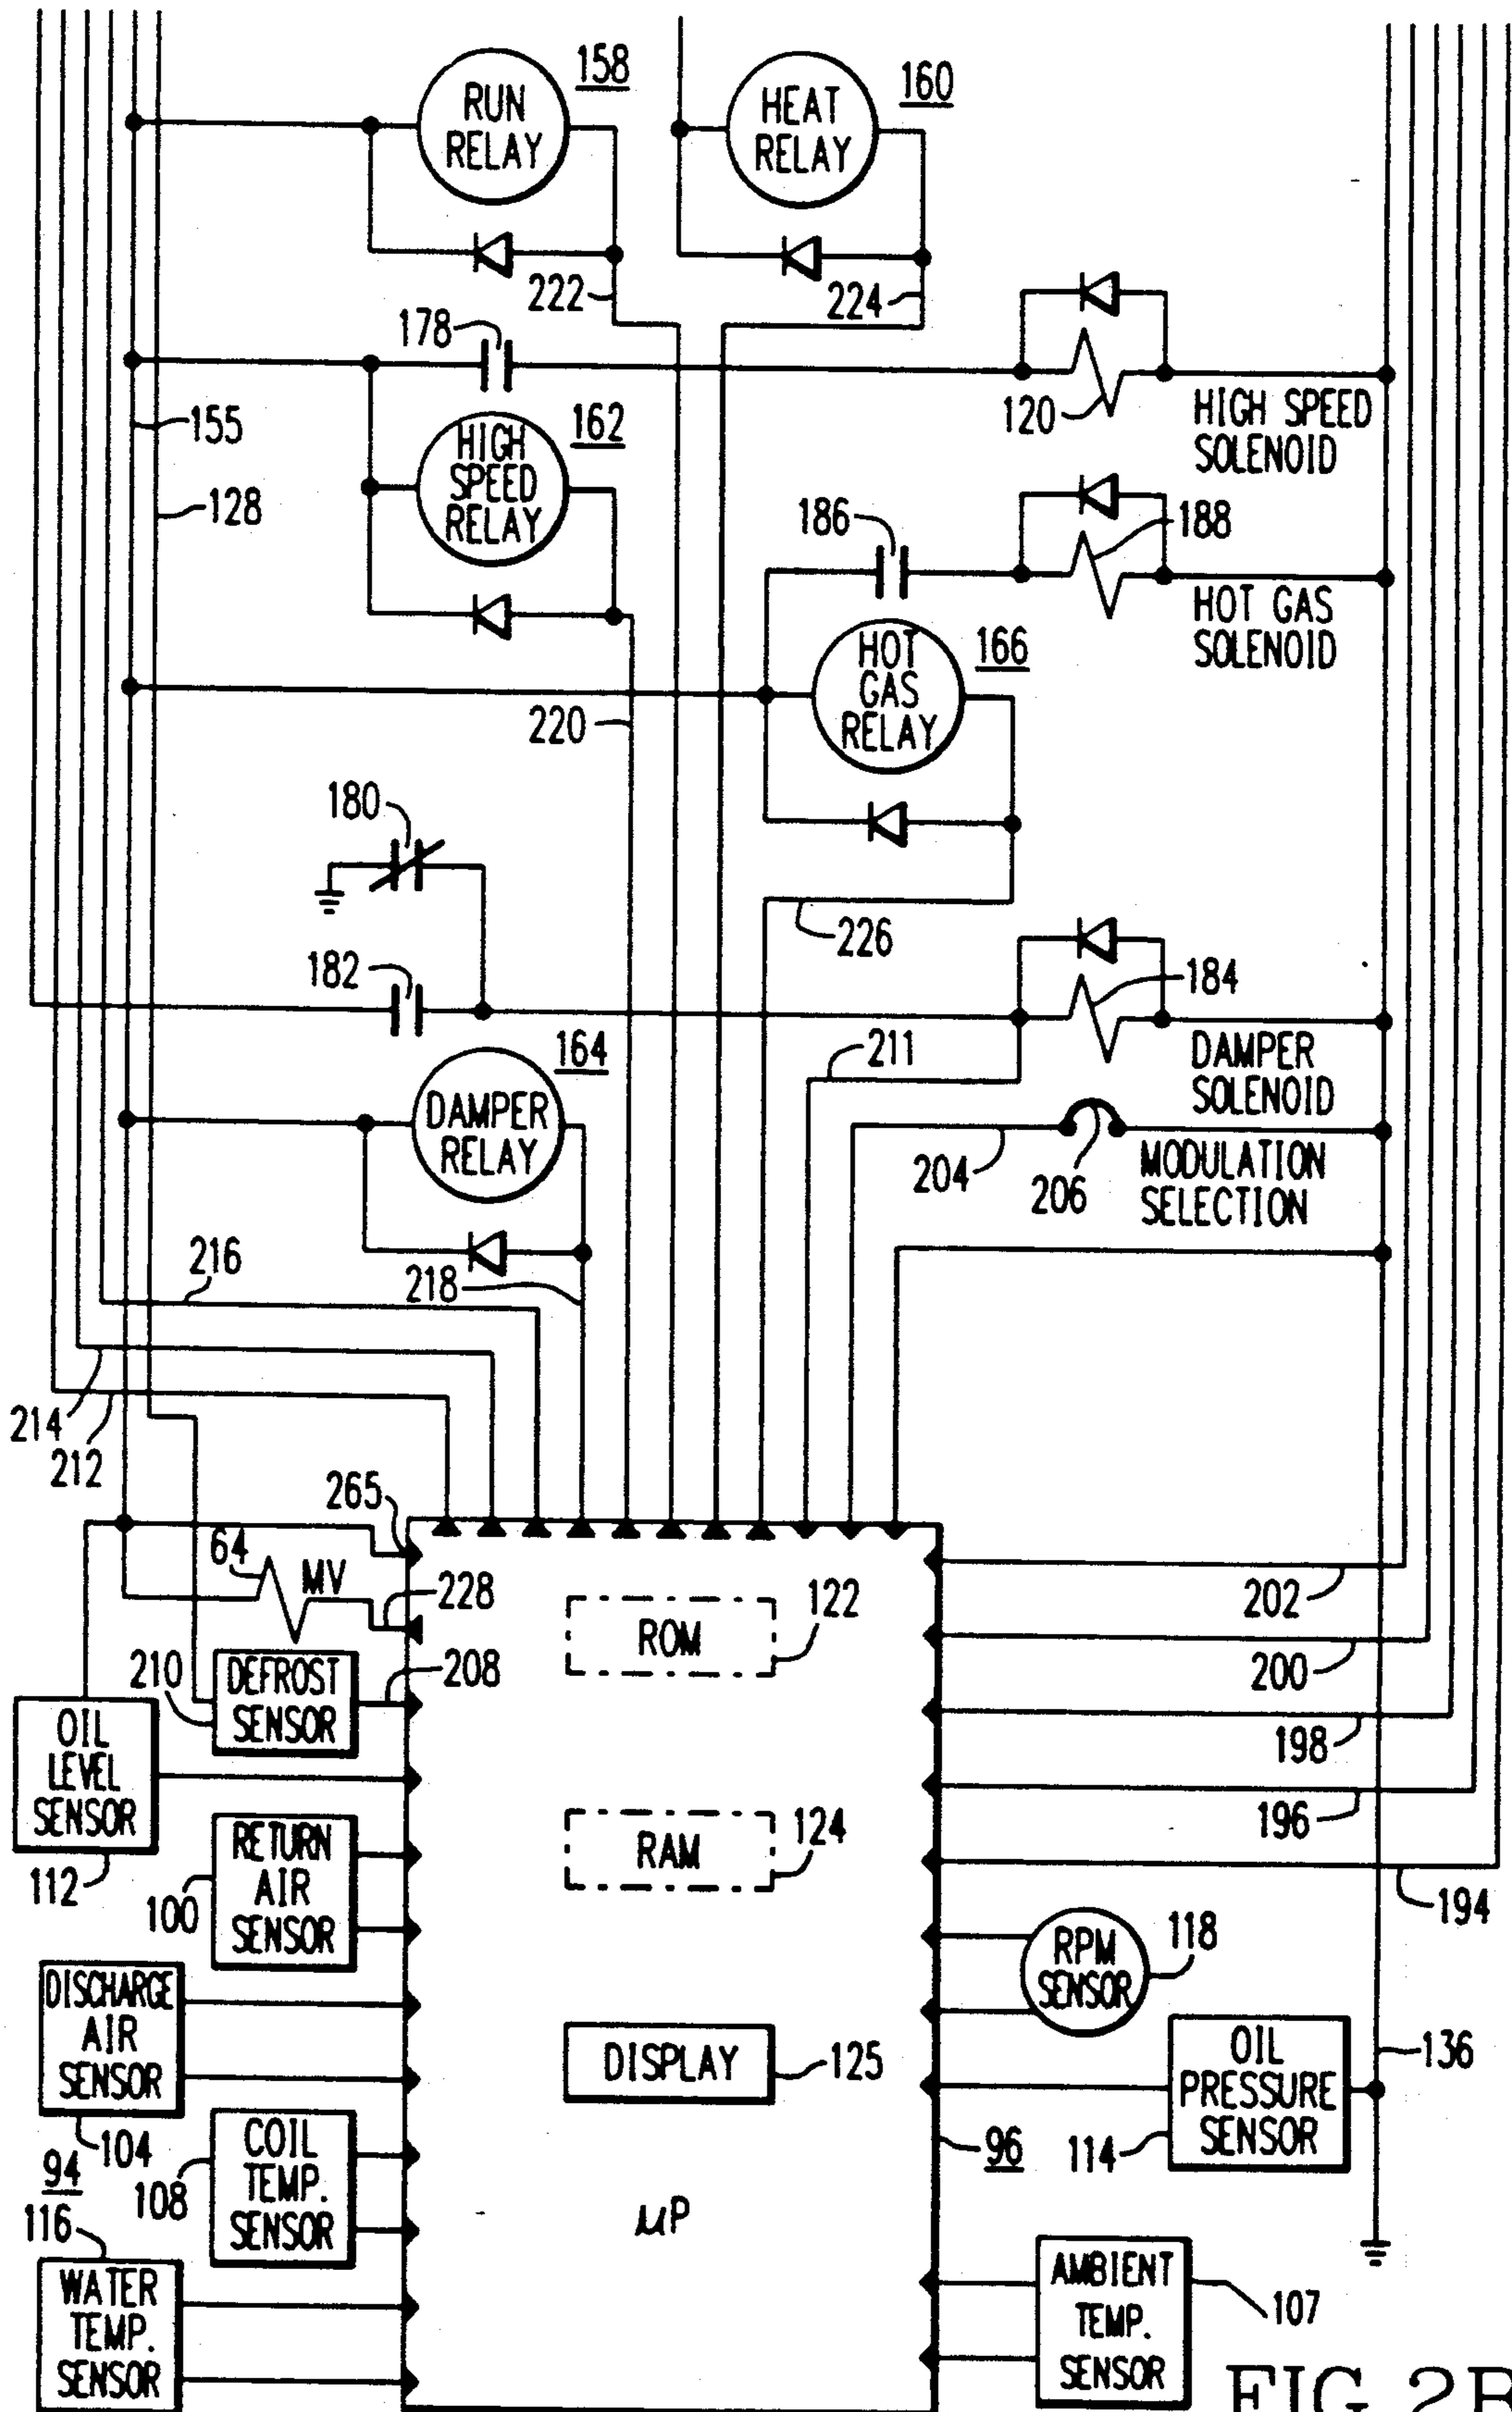 158
RUN
RELAY
160
HEAT
RELAY
222
224
178
120
HIGH SPEED
SOLENOID
155
162
HIGH
SPEED
RELAY
128
186
188
HOT GAS
SOLENOID
166
HOT
GAS
RELAY
220
180
226
182
184
211
DAMPER
SOLENOID
164
DAMPER
RELAY
204
206
MODULATION
SELECTION
216
218
214
212
265
64
MV
228
ROM
122
202
200
210
DEFROST
SENSOR
208
198
OIL
LEVEL
SENSOR
112
196
RETURN
AIR
SENSOR
100
RAM
124
194
RPM
SENSOR
118
DISCHARGE
AIR
SENSOR
104
DISPLAY
125
OIL
PRESSURE
SENSOR
114
136
94
COIL
TEMP.
SENSOR
108
96
116
WATER
TEMP.
SENSOR
μP
AMBIENT
TEMP.
SENSOR
107
FIG. 2B